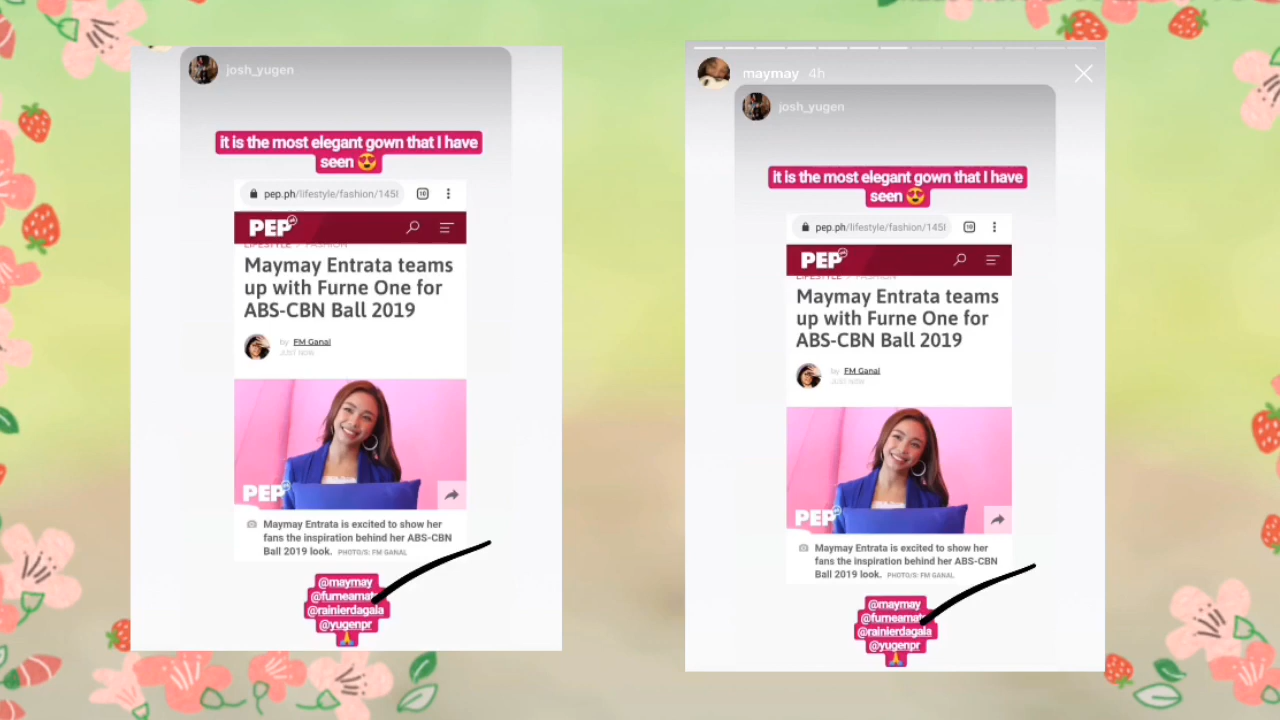 josh_yugen
it is the most elegant gown that I have
seen 😍
pep.ph/lifestyle/fashion/145
10
PEP
LIFESTYLE / FASHION
Maymay Entrata teams
up with Furne One for
ABS-CBN Ball 2019
by FM Ganal
JUST NOW
PEP
Maymay Entrata is excited to show her
fans the inspiration behind her ABS-CBN
Ball 2019 look. PHOTO/S: FM GANAL
@maymay
@rainierdagala
@yugenpr
🙏
maymay 4h
josh_yugen
it is the most elegant gown that I have
seen 😍
pep.ph/lifestyle/fashion/145
10
PEP
LIFESTYLE / FASHION
Maymay Entrata teams
up with Furne One for
ABS-CBN Ball 2019
by FM Ganal
JUST NOW
PEP
Maymay Entrata is excited to show her
fans the inspiration behind her ABS-CBN
Ball 2019 look. PHOTO/S: FM GANAL
@maymay
@rainierdagala
@yugenpr
🙏